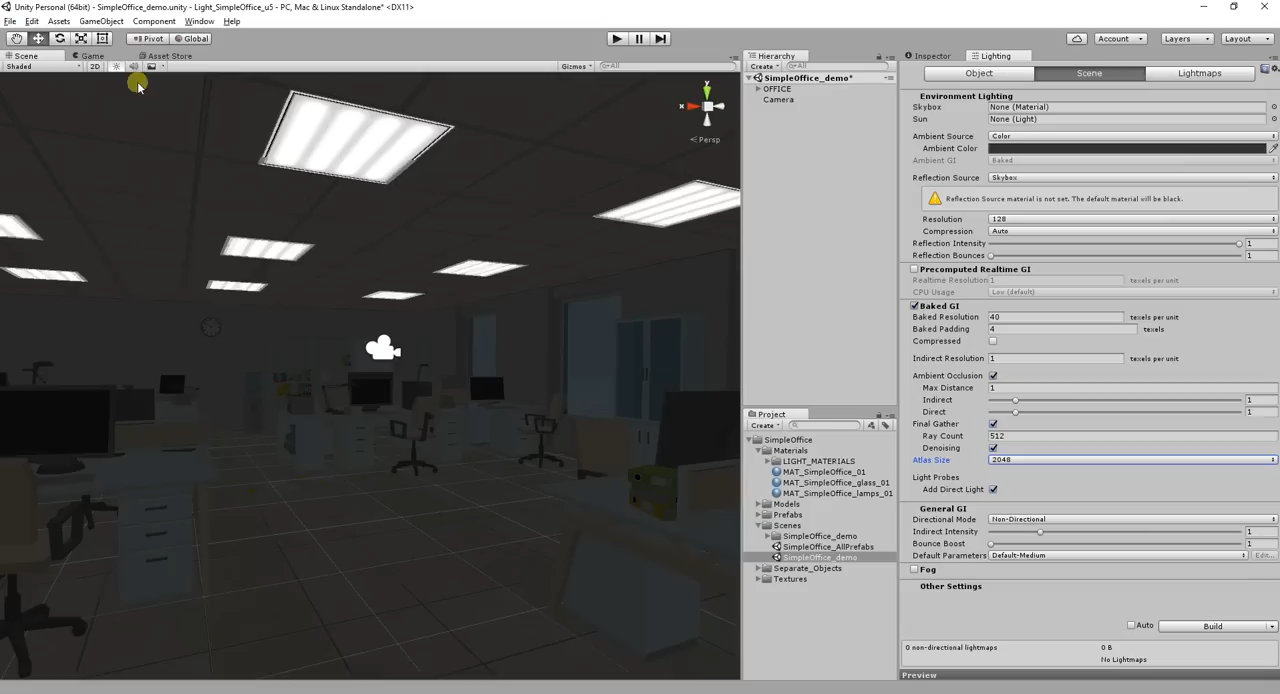 Unity Personal (64bit) - SimpleOffice_demo.unity - Light_SimpleOffice_u5 - PC, Mac & Linux Standalone* <DX11>
File Edit Assets GameObject Component Window Help
Pivot Global Account Layers Layout
Scene Game Asset Store
Shaded 2D Gizmos All
y
x
Persp
Hierarchy
Create All
SimpleOffice_demo*
OFFICE
Camera
Project
Create
SimpleOffice
Materials
LIGHT_MATERIALS
MAT_SimpleOffice_01
MAT_SimpleOffice_glass_01
MAT_SimpleOffice_lamps_01
Models
Prefabs
Scenes
SimpleOffice_demo
SimpleOffice_AllPrefabs
SimpleOffice_demo
Separate_Objects
Textures
Inspector Lighting
Object Scene Lightmaps
Environment Lighting
Skybox None (Material)
Sun None (Light)
Ambient Source Color
Ambient Color
Ambient GI Baked
Reflection Source Skybox
Reflection Source material is not set. The default material will be black.
Resolution 128
Compression Auto
Reflection Intensity 1
Reflection Bounces 1
Precomputed Realtime GI
Realtime Resolution 1 texels per unit
CPU Usage Low (default)
Baked GI
Baked Resolution 40 texels per unit
Baked Padding 4 texels
Compressed
Indirect Resolution 1 texels per unit
Ambient Occlusion
Max Distance 1
Indirect 1
Direct 1
Final Gather
Ray Count 512
Denoising
Atlas Size 2048
Light Probes
Add Direct Light
General GI
Directional Mode Non-Directional
Indirect Intensity 1
Bounce Boost 1
Default Parameters Default-Medium Edit...
Fog
Other Settings
Auto Build
0 non-directional lightmaps 0 B
No Lightmaps
Preview